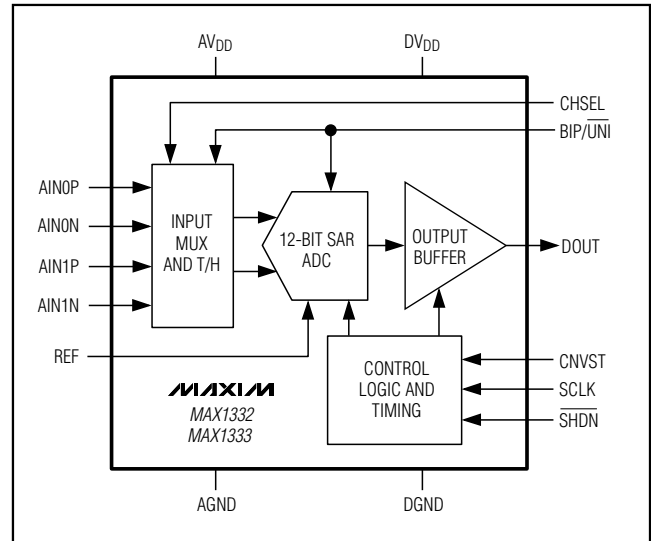 AVDD
DVDD
CHSEL
BIP/UNI
AIN0P
AIN0N
AIN1P
AIN1N
REF
INPUT
MUX
AND T/H
12-BIT SAR
ADC
OUTPUT
BUFFER
DOUT
CONTROL
LOGIC AND
TIMING
CNVST
SCLK
SHDN
MAXIM
MAX1332
MAX1333
AGND
DGND